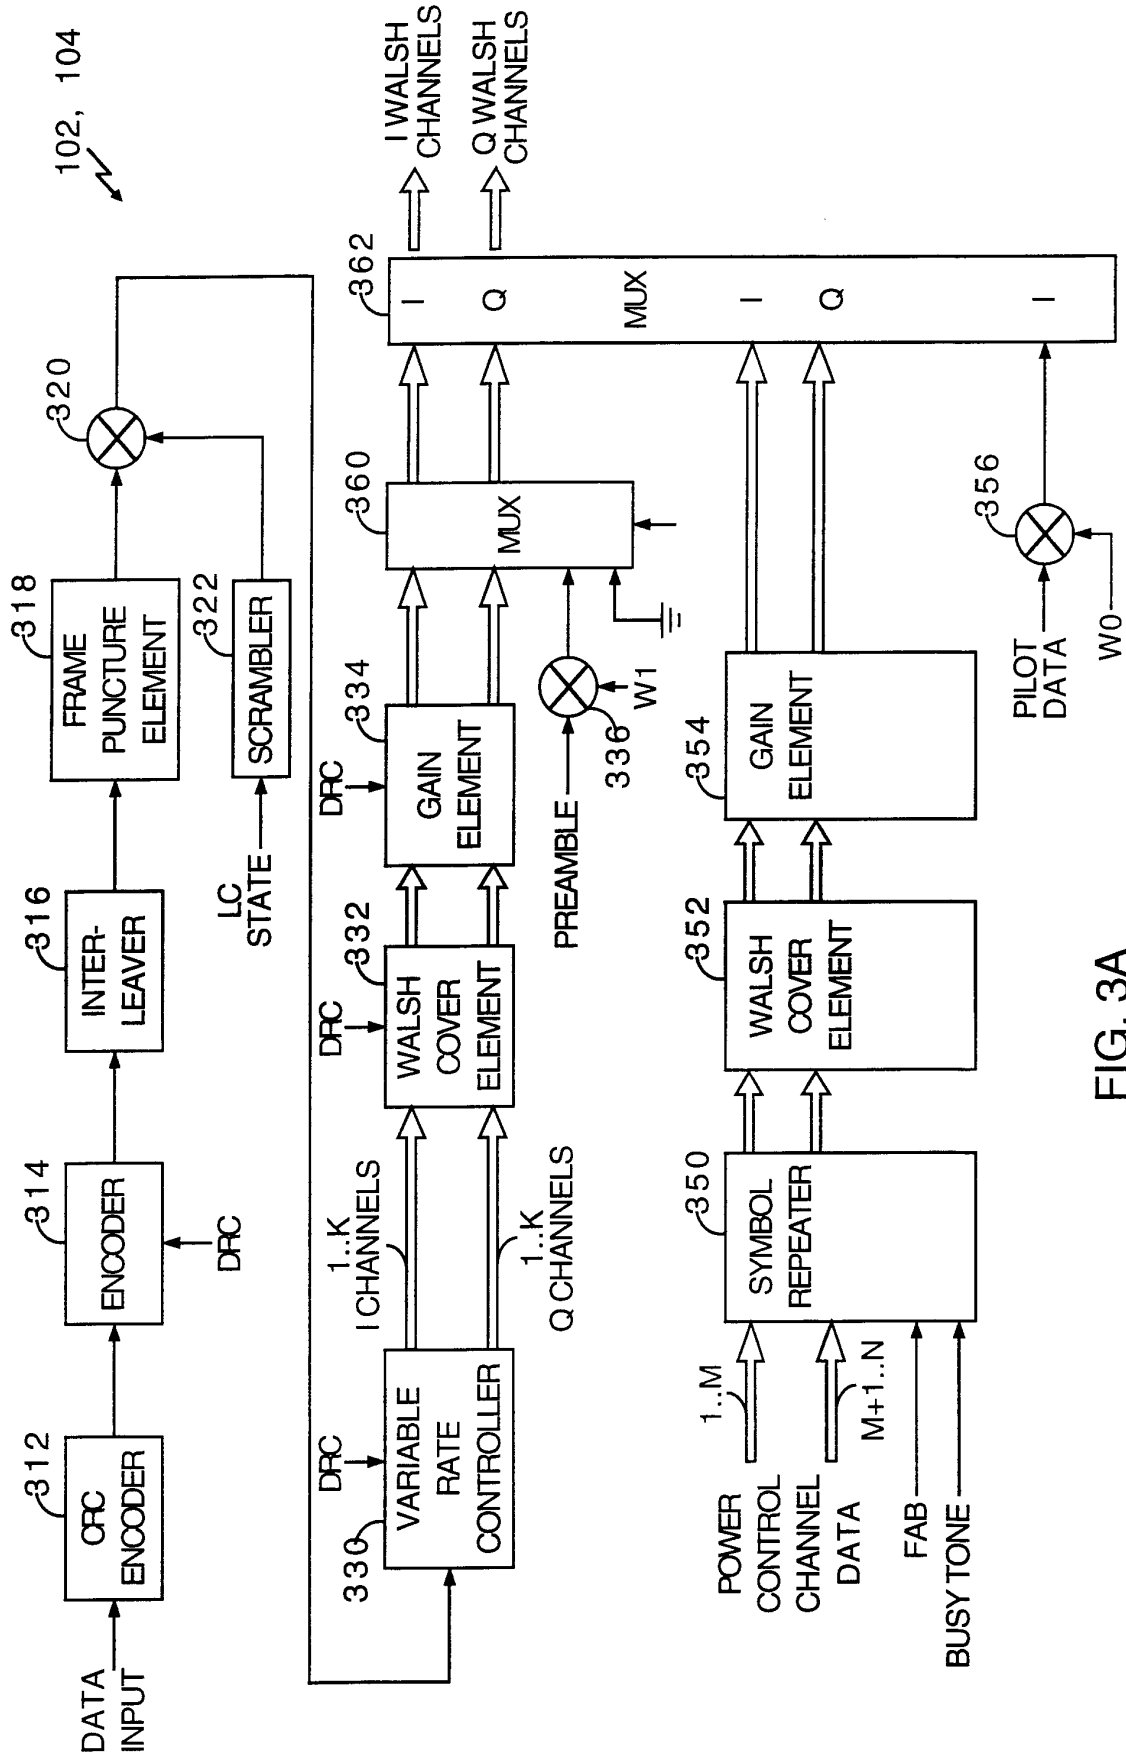 102, 104
DATA
INPUT
312
CRC
ENCODER
314
ENCODER
DRC
316
INTER-
LEAVER
318
FRAME
PUNCTURE
ELEMENT
320
LC
STATE
322
SCRAMBLER
330
DRC
VARIABLE
RATE
CONTROLLER
1..K
I CHANNELS
1..K
Q CHANNELS
332
DRC
WALSH
COVER
ELEMENT
334
DRC
GAIN
ELEMENT
PREAMBLE
336
W1
360
MUX
362
I
Q
MUX
I
Q
I
I WALSH
CHANNELS
Q WALSH
CHANNELS
POWER
CONTROL
CHANNEL
DATA
1..M
M+1..N
FAB
BUSY TONE
350
SYMBOL
REPEATER
352
WALSH
COVER
ELEMENT
354
GAIN
ELEMENT
PILOT
DATA
356
W0
FIG. 3A